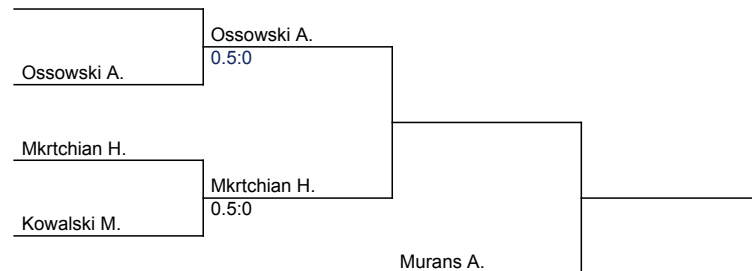 Ossowski A.
0.5:0
Ossowski A.
Mkrtchian H.
Mkrtchian H.
0.5:0
Kowalski M.
Murans A.